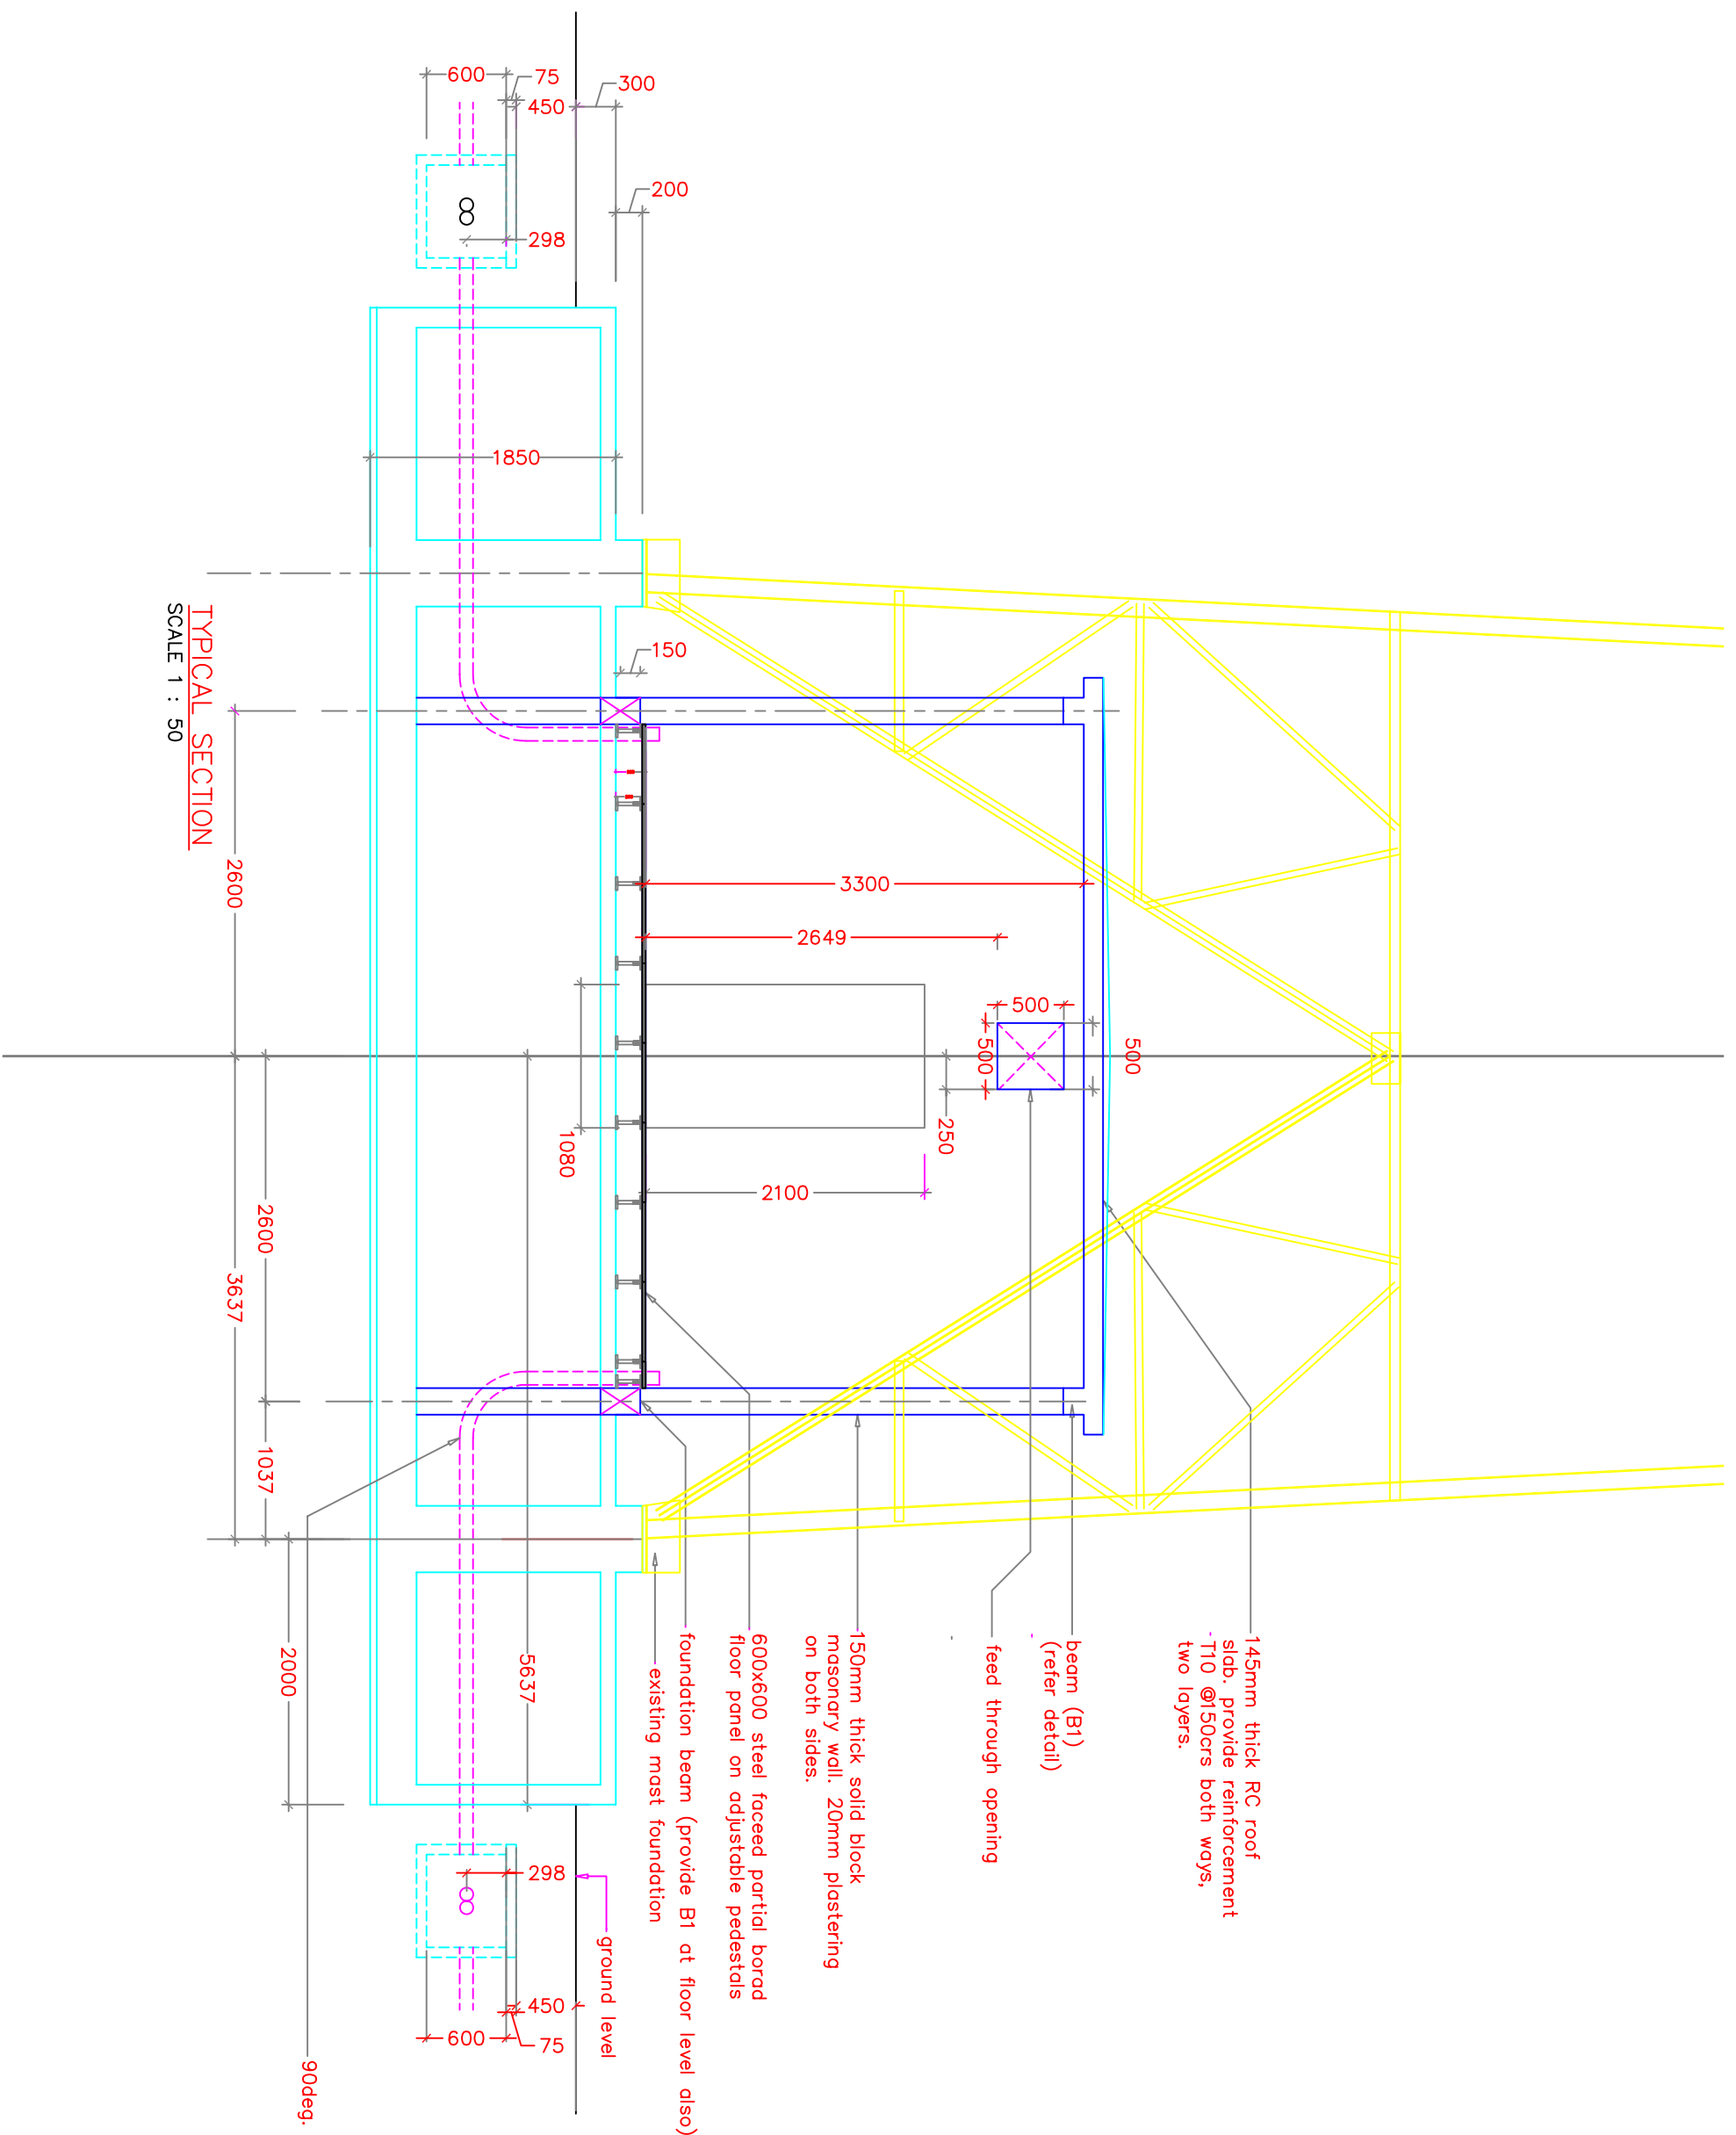 145mm thick RC roof
slab. provide reinforcement
T10 @150crs both ways,
two layers.
beam (B1)
(refer detail)
feed through opening
150mm thick solid block
masonary wall. 20mm plastering
on both sides.
600x600 steel faceed partial borad
floor panel on adjustable pedestals
existing mast foundation
foundation beam (provide B1 at floor level also)
ground level
90deg.
600
75
450
300
200
298
1850
150
3300
2649
500
500
500
250
1080
2100
2600
2600
3637
1037
2000
5637
298
450
75
600
TYPICAL SECTION
SCALE 1 : 50